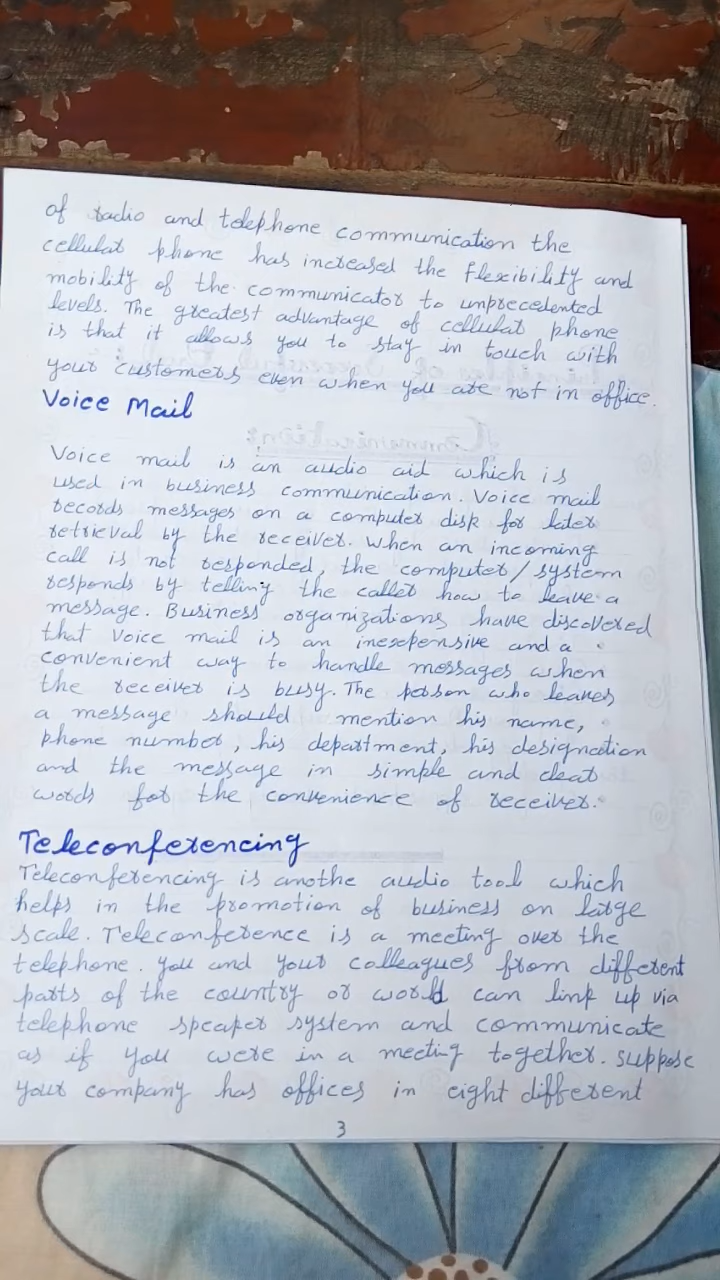 of radio and telephone communication the
cellular phone has increased the flexibility and
mobility of the communicator to unprecedented
levels. The greatest advantage of cellular phone
is that it allows you to stay in touch with
your customers even when you are not in office.
Voice Mail
Voice mail is an audio aid which is
used in business communication. Voice mail
records messages on a computer disk for later
retrieval by the receiver. When an incoming
call is not responded, the computer/system
responds by telling the caller how to leave a
message. Business organizations have discovered
that Voice mail is an inexepensive and a
convenient way to handle messages when
the receiver is busy. The person who leaves
a message should mention his name,
phone number, his department, his designation
and the message in simple and clear
words for the convenience of receiver.
Teleconferencing
Teleconferencing is anothe audio tool which
helps in the promotion of business on large
scale. Teleconference is a meeting over the
telephone. You and your colleagues from different
parts of the country or world can link up via
telephone speaker system and communicate
as if you were in a meeting together. Suppose
your company has offices in eight different
3